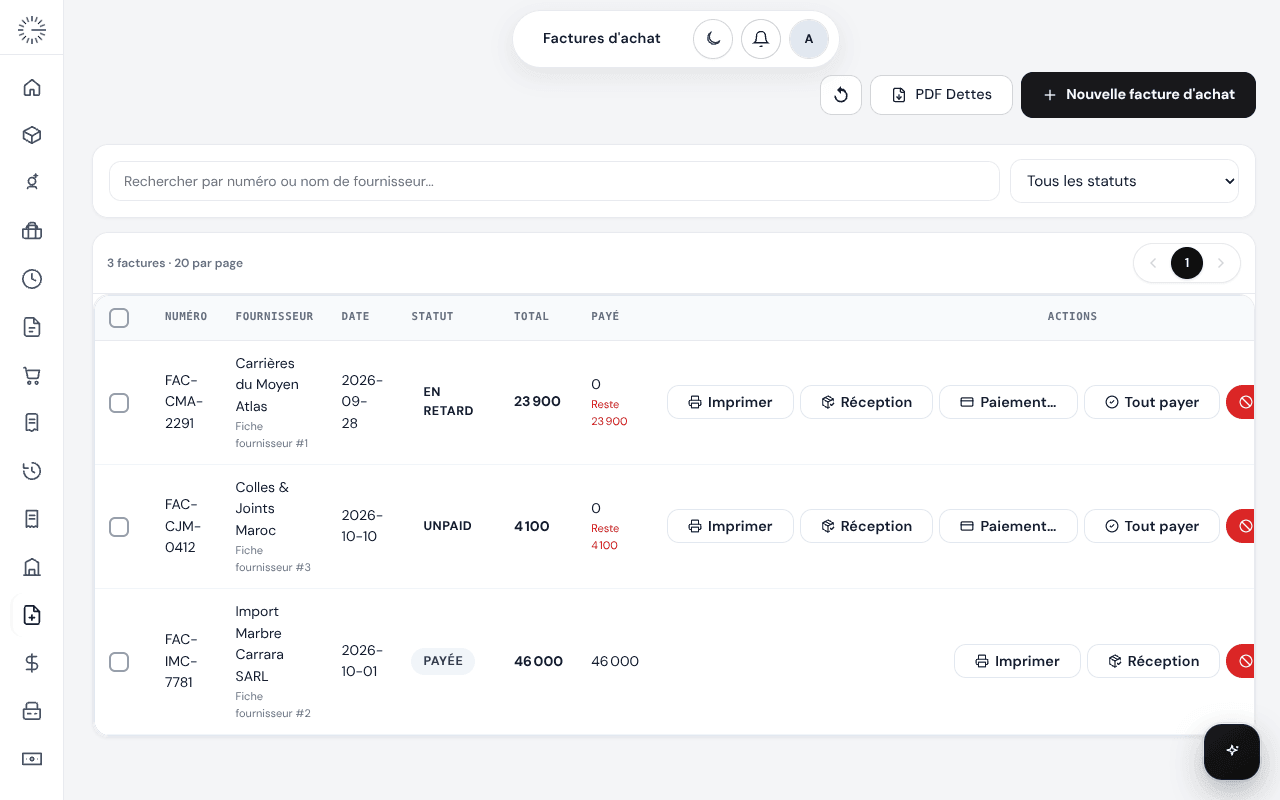 Factures d'achat
A
PDF Dettes
Nouvelle facture d'achat
Rechercher par numéro ou nom de fournisseur...
Tous les statuts
3 factures · 20 par page
1
NUMÉRO FOURNISSEUR DATE STATUT TOTAL PAYÉ ACTIONS
FAC-
CMA-
2291
Carrières
du Moyen
Atlas
Fiche
fournisseur #1
2026-
09-
28
EN
RETARD
23 900
0
Reste
23 900
Imprimer
Réception
Paiement...
Tout payer
FAC-
CJM-
0412
Colles &
Joints
Maroc
Fiche
fournisseur #3
2026-
10-10
UNPAID
4 100
0
Reste
4 100
Imprimer
Réception
Paiement...
Tout payer
FAC-
IMC-
7781
Import
Marbre
Carrara
SARL
Fiche
fournisseur #2
2026-
10-01
PAYÉE
46 000
46 000
Imprimer
Réception